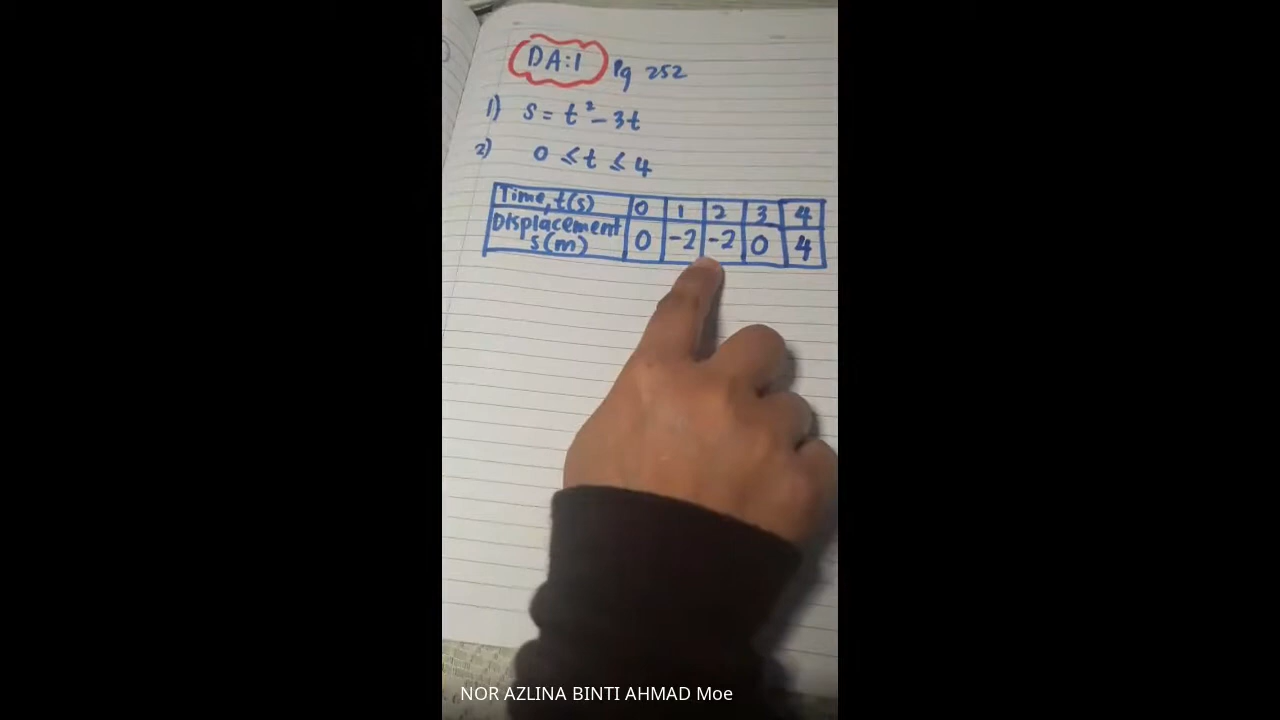 DA:1 Pg 252
1) s = t² - 3t
2) 0 ≤ t ≤ 4
Time, t(s) 0 1 2 3 4
Displacement s(m) 0 -2 -2 0 4
NOR AZLINA BINTI AHMAD Moe